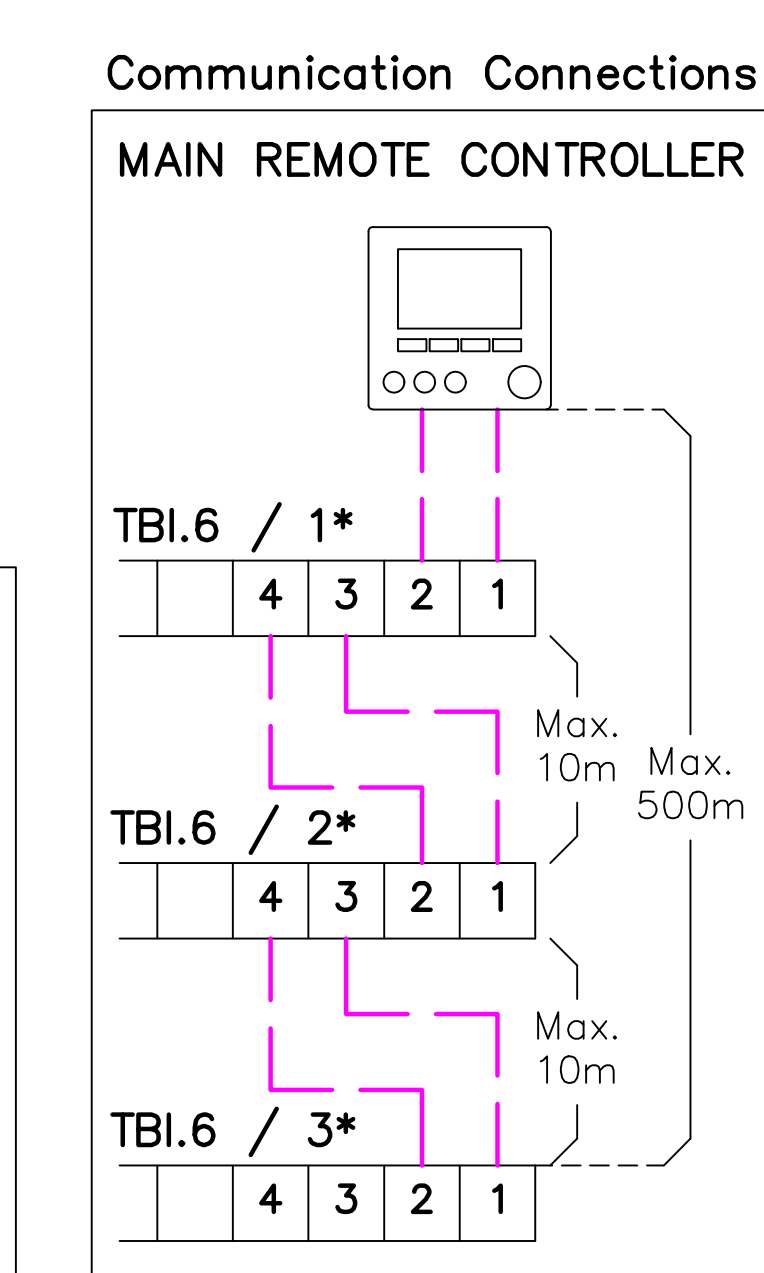 Communication Connections
MAIN REMOTE CONTROLLER
TBI.6 / 1*
4 3 2 1
Max.
10m
Max.
500m
TBI.6 / 2*
4 3 2 1
Max.
10m
TBI.6 / 3*
4 3 2 1